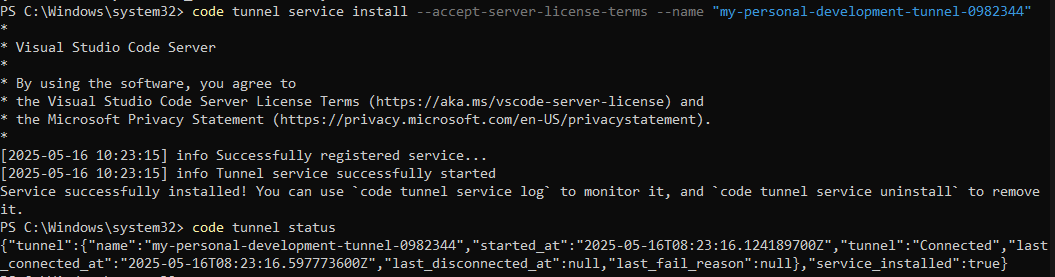 PS C:\Windows\system32> code tunnel service install --accept-server-license-terms --name "my-personal-development-tunnel-0982344"
*
* Visual Studio Code Server
*
* By using the software, you agree to
* the Visual Studio Code Server License Terms (https://aka.ms/vscode-server-license) and
* the Microsoft Privacy Statement (https://privacy.microsoft.com/en-US/privacystatement).
*
[2025-05-16 10:23:15] info Successfully registered service...
[2025-05-16 10:23:15] info Tunnel service successfully started
Service successfully installed! You can use `code tunnel service log` to monitor it, and `code tunnel service uninstall` to remove
it.
PS C:\Windows\system32> code tunnel status
{"tunnel":{"name":"my-personal-development-tunnel-0982344","started_at":"2025-05-16T08:23:16.124189700Z","tunnel":"Connected","last
_connected_at":"2025-05-16T08:23:16.597773600Z","last_disconnected_at":null,"last_fail_reason":null},"service_installed":true}